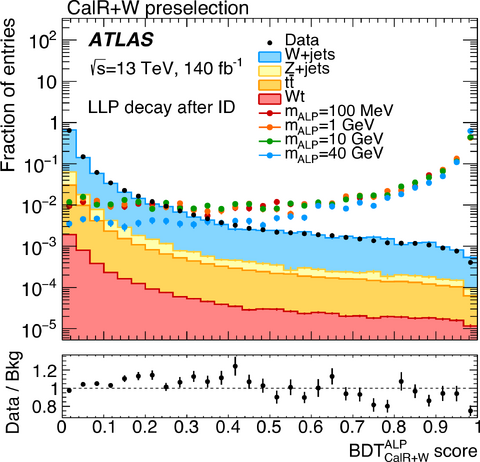 CalR+W preselection
Fraction of entries
10²
10
1
10⁻¹
10⁻²
10⁻³
10⁻⁴
10⁻⁵
ATLAS
√s=13 TeV, 140 fb⁻¹
LLP decay after ID
Data
W+jets
Z+jets
tt̄
Wt
m_ALP=100 MeV
m_ALP=1 GeV
m_ALP=10 GeV
m_ALP=40 GeV
Data / Bkg
1.2
1
0.8
0 0.1 0.2 0.3 0.4 0.5 0.6 0.7 0.8 0.9 1
BDT^ALP_CalR+W score